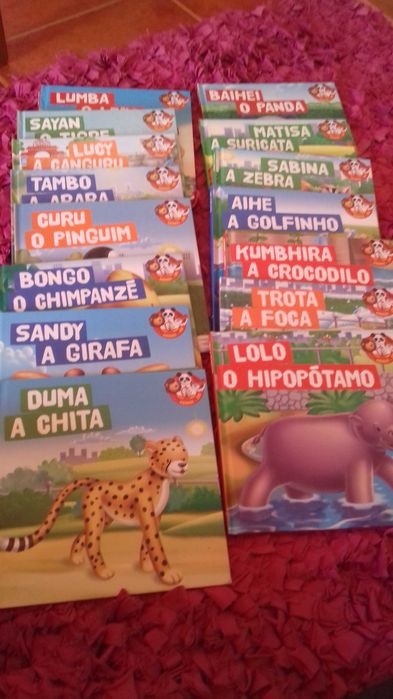 LUMBA
O
SAYAN
O TIGRE
LUCY
A CANGURU
TAMBO
A ARARA
GURU
O PINGUIM
BONGO
O CHIMPANZÉ
SANDY
A GIRAFA
DUMA
A CHITA
BAIHEI
O PANDA
MATISA
A SURICATA
SABINA
A ZEBRA
AIHE
A GOLFINHO
KUMBHIRA
A CROCODILO
TROTA
A FOCA
LOLO
O HIPOPÓTAMO